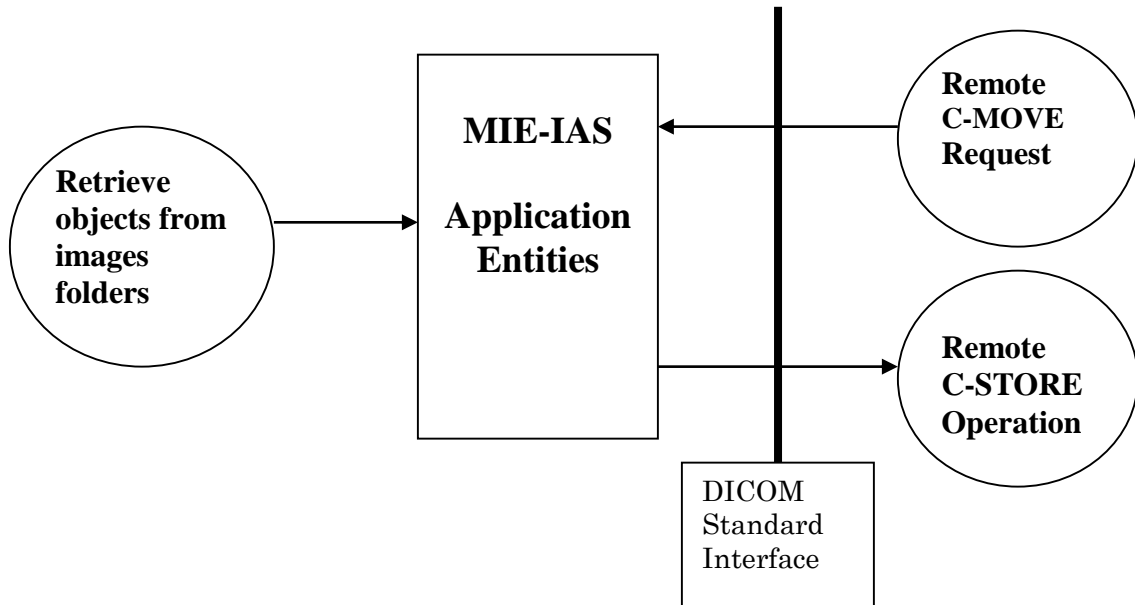 Retrieve
objects from
images
folders
MIE-IAS
Application
Entities
Remote
C-MOVE
Request
Remote
C-STORE
Operation
DICOM
Standard
Interface